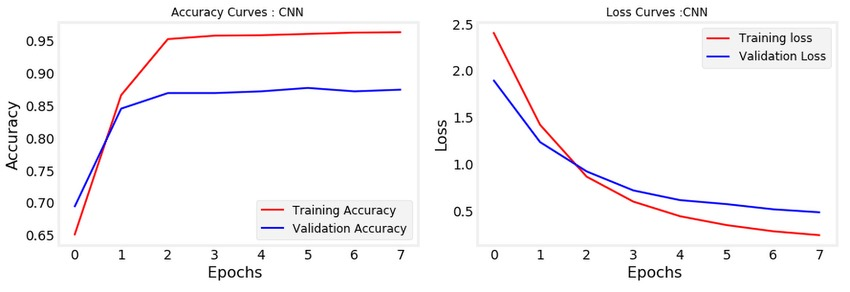 Accuracy Curves : CNN
Accuracy
0.95
0.90
0.85
0.80
0.75
0.70
0.65
Training Accuracy
Validation Accuracy
0 1 2 3 4 5 6 7
Epochs
Loss Curves :CNN
Loss
2.5
2.0
1.5
1.0
0.5
Training loss
Validation Loss
0 1 2 3 4 5 6 7
Epochs